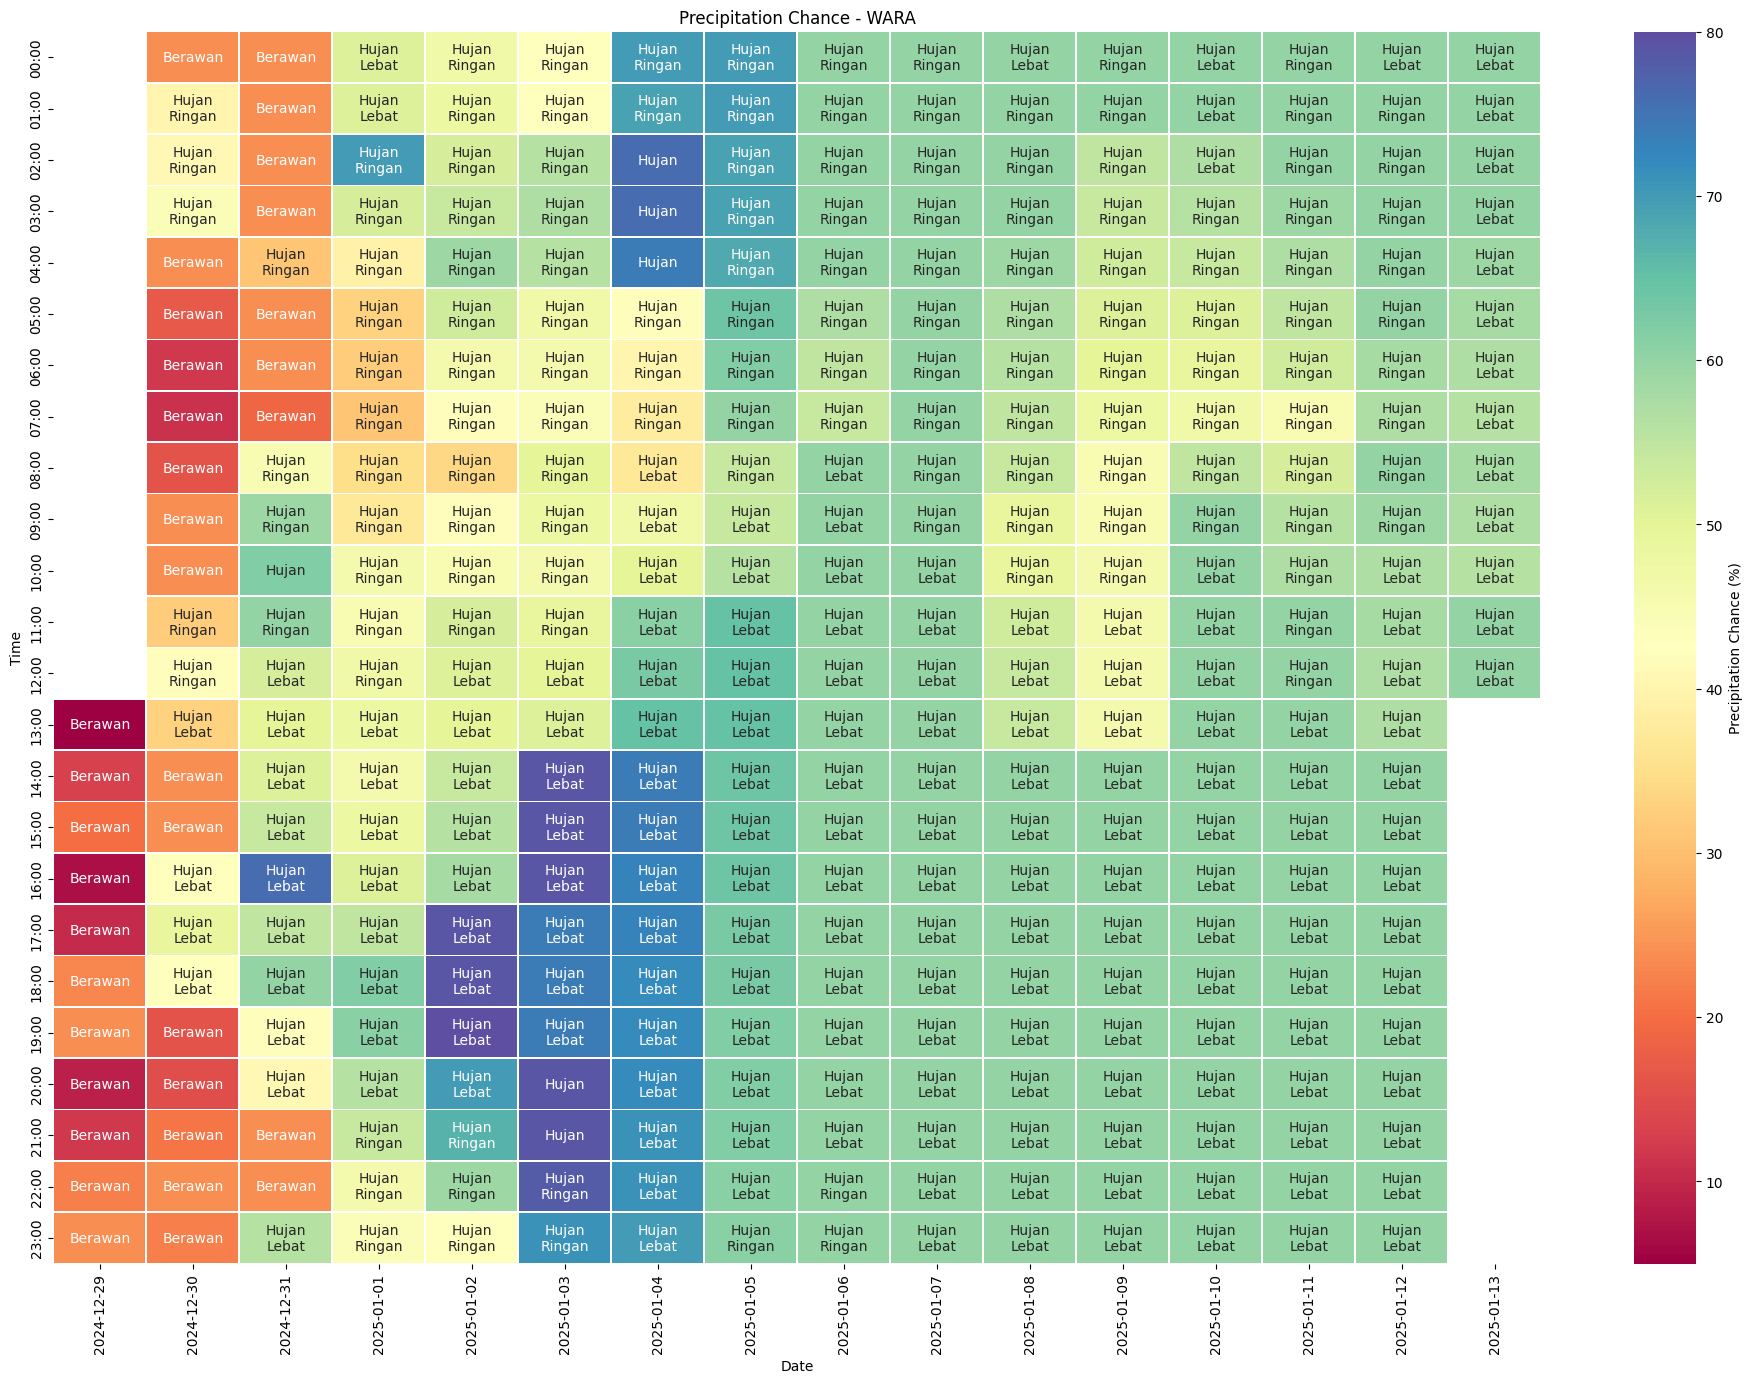 Precipitation Chance - WARA
00:00 Berawan Berawan Hujan Hujan Hujan Hujan Hujan Hujan Hujan Hujan Hujan Hujan Hujan Hujan Hujan
Lebat Ringan Ringan Ringan Ringan Ringan Ringan Lebat Ringan Lebat Ringan Lebat Lebat
01:00 Hujan Berawan Hujan Hujan Hujan Hujan Hujan Hujan Hujan Hujan Hujan Hujan Hujan Hujan Hujan
Ringan Lebat Ringan Ringan Ringan Ringan Ringan Ringan Ringan Ringan Lebat Ringan Ringan Lebat
02:00 Hujan Berawan Hujan Hujan Hujan Hujan Hujan Hujan Hujan Hujan Hujan Hujan Hujan Hujan Hujan
Ringan Ringan Ringan Ringan Ringan Ringan Ringan Ringan Ringan Lebat Ringan Ringan Lebat
03:00 Hujan Berawan Hujan Hujan Hujan Hujan Hujan Hujan Hujan Hujan Hujan Hujan Hujan Hujan Hujan
Ringan Ringan Ringan Ringan Ringan Ringan Ringan Ringan Ringan Ringan Ringan Ringan Lebat
04:00 Berawan Hujan Hujan Hujan Hujan Hujan Hujan Hujan Hujan Hujan Hujan Hujan Hujan Hujan Hujan
Ringan Ringan Ringan Ringan Ringan Ringan Ringan Ringan Ringan Ringan Ringan Ringan Lebat
05:00 Berawan Berawan Hujan Hujan Hujan Hujan Hujan Hujan Hujan Hujan Hujan Hujan Hujan Hujan Hujan
Ringan Ringan Ringan Ringan Ringan Ringan Ringan Ringan Ringan Ringan Ringan Ringan Lebat
06:00 Berawan Berawan Hujan Hujan Hujan Hujan Hujan Hujan Hujan Hujan Hujan Hujan Hujan Hujan Hujan
Ringan Ringan Ringan Ringan Ringan Ringan Ringan Ringan Ringan Ringan Ringan Ringan Lebat
07:00 Berawan Berawan Hujan Hujan Hujan Hujan Hujan Hujan Hujan Hujan Hujan Hujan Hujan Hujan Hujan
Ringan Ringan Ringan Ringan Ringan Ringan Ringan Ringan Ringan Ringan Ringan Ringan Lebat
08:00 Berawan Hujan Hujan Hujan Hujan Hujan Hujan Hujan Hujan Hujan Hujan Hujan Hujan Hujan Hujan
Ringan Ringan Ringan Ringan Lebat Ringan Lebat Ringan Ringan Ringan Ringan Ringan Ringan Lebat
09:00 Berawan Hujan Hujan Hujan Hujan Hujan Hujan Hujan Hujan Hujan Hujan Hujan Hujan Hujan Hujan
Ringan Ringan Ringan Ringan Lebat Lebat Lebat Ringan Ringan Ringan Ringan Ringan Ringan Lebat
10:00 Berawan Hujan Hujan Hujan Hujan Hujan Hujan Hujan Hujan Hujan Hujan Hujan Hujan Hujan Hujan
Ringan Ringan Ringan Lebat Lebat Lebat Lebat Ringan Ringan Lebat Ringan Lebat Lebat
11:00 Hujan Hujan Hujan Hujan Hujan Hujan Hujan Hujan Hujan Hujan Hujan Hujan Hujan Hujan Hujan
Ringan Ringan Ringan Ringan Ringan Lebat Lebat Lebat Lebat Lebat Lebat Lebat Ringan Lebat Lebat
12:00 Hujan Hujan Hujan Hujan Hujan Hujan Hujan Hujan Hujan Hujan Hujan Hujan Hujan Hujan Hujan
Ringan Lebat Ringan Lebat Lebat Lebat Lebat Lebat Lebat Lebat Lebat Lebat Ringan Lebat Lebat
13:00 Berawan Hujan Hujan Hujan Hujan Hujan Hujan Hujan Hujan Hujan Hujan Hujan Hujan Hujan Hujan
Lebat Lebat Lebat Lebat Lebat Lebat Lebat Lebat Lebat Lebat Lebat Lebat Lebat Lebat
14:00 Berawan Berawan Hujan Hujan Hujan Hujan Hujan Hujan Hujan Hujan Hujan Hujan Hujan Hujan Hujan
Lebat Lebat Lebat Lebat Lebat Lebat Lebat Lebat Lebat Lebat Lebat Lebat Lebat
15:00 Berawan Berawan Hujan Hujan Hujan Hujan Hujan Hujan Hujan Hujan Hujan Hujan Hujan Hujan Hujan
Lebat Lebat Lebat Lebat Lebat Lebat Lebat Lebat Lebat Lebat Lebat Lebat Lebat
16:00 Berawan Hujan Hujan Hujan Hujan Hujan Hujan Hujan Hujan Hujan Hujan Hujan Hujan Hujan Hujan
Lebat Lebat Lebat Lebat Lebat Lebat Lebat Lebat Lebat Lebat Lebat Lebat Lebat Lebat
17:00 Berawan Hujan Hujan Hujan Hujan Hujan Hujan Hujan Hujan Hujan Hujan Hujan Hujan Hujan Hujan
Lebat Lebat Lebat Lebat Lebat Lebat Lebat Lebat Lebat Lebat Lebat Lebat Lebat Lebat
18:00 Berawan Hujan Hujan Hujan Hujan Hujan Hujan Hujan Hujan Hujan Hujan Hujan Hujan Hujan Hujan
Lebat Lebat Lebat Lebat Lebat Lebat Lebat Lebat Lebat Lebat Lebat Lebat Lebat Lebat
19:00 Berawan Berawan Hujan Hujan Hujan Hujan Hujan Hujan Hujan Hujan Hujan Hujan Hujan Hujan Hujan
Lebat Lebat Lebat Lebat Lebat Lebat Lebat Lebat Lebat Lebat Lebat Lebat Lebat
20:00 Berawan Berawan Hujan Hujan Hujan Hujan Hujan Hujan Hujan Hujan Hujan Hujan Hujan Hujan Hujan
Lebat Lebat Lebat Lebat Lebat Lebat Lebat Lebat Lebat Lebat Lebat Lebat
21:00 Berawan Berawan Berawan Hujan Hujan Hujan Hujan Hujan Hujan Hujan Hujan Hujan Hujan Hujan Hujan
Ringan Ringan Lebat Lebat Lebat Lebat Lebat Lebat Lebat Lebat Lebat
22:00 Berawan Berawan Berawan Hujan Hujan Hujan Hujan Hujan Hujan Hujan Hujan Hujan Hujan Hujan Hujan
Ringan Ringan Ringan Lebat Lebat Ringan Lebat Lebat Lebat Lebat Lebat Lebat
23:00 Berawan Berawan Hujan Hujan Hujan Hujan Hujan Hujan Hujan Hujan Hujan Hujan Hujan Hujan Hujan
Lebat Ringan Ringan Ringan Lebat Ringan Ringan Lebat Lebat Lebat Lebat Lebat Lebat
Time
2024-12-29 2024-12-30 2024-12-31 2025-01-01 2025-01-02 2025-01-03 2025-01-04 2025-01-05 2025-01-06 2025-01-07 2025-01-08 2025-01-09 2025-01-10 2025-01-11 2025-01-12 2025-01-13
Date
80
70
60
50
40
30
20
10
Precipitation Chance (%)